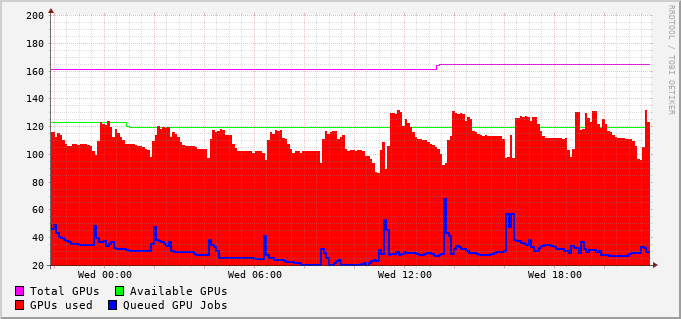 200
180
160
140
120
100
80
60
40
20
Wed 00:00 Wed 06:00 Wed 12:00 Wed 18:00
Total GPUs Available GPUs
GPUs used Queued GPU Jobs
RRDTOOL / TOBI OETIKER